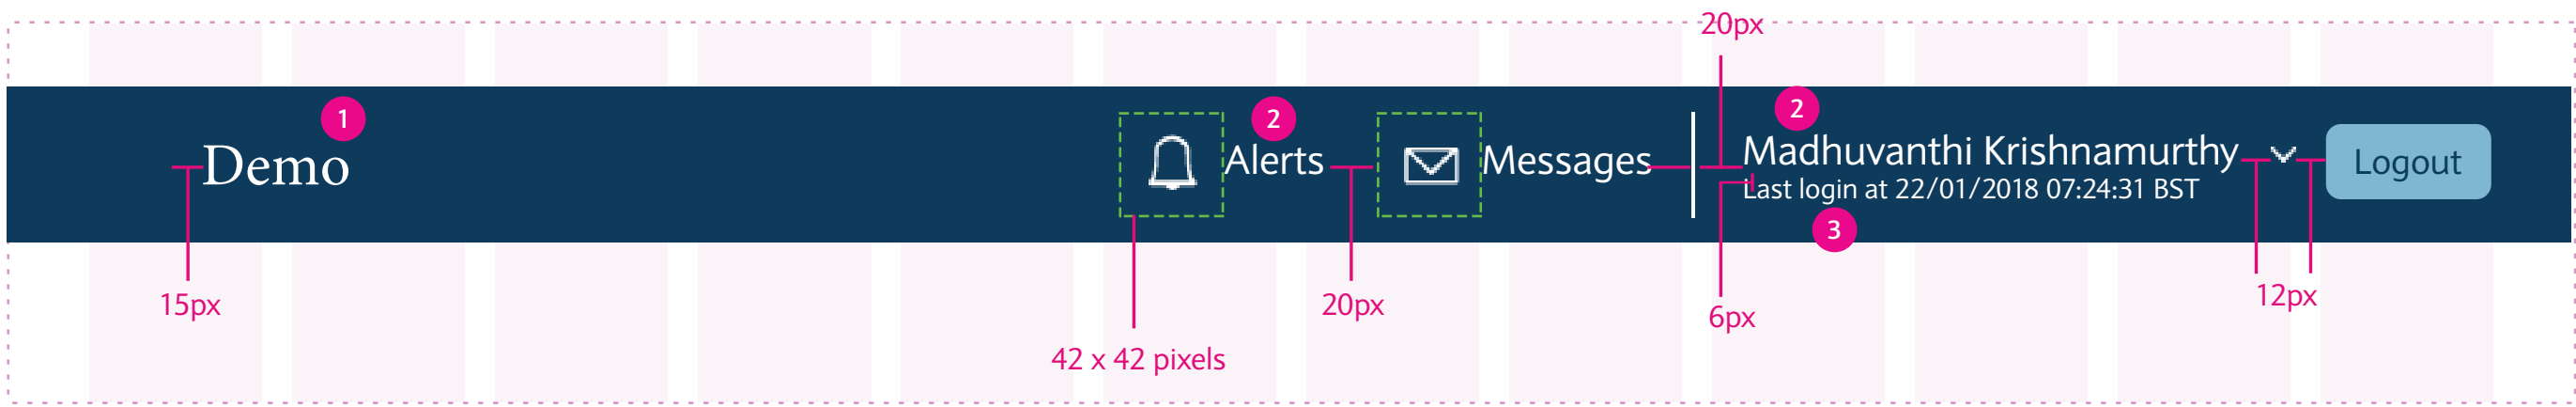 20px
1
2
2
Demo
Alerts
Messages
Madhuvanthi Krishnamurthy
Logout
Last login at 22/01/2018 07:24:31 BST
3
15px
20px
6px
12px
42 x 42 pixels